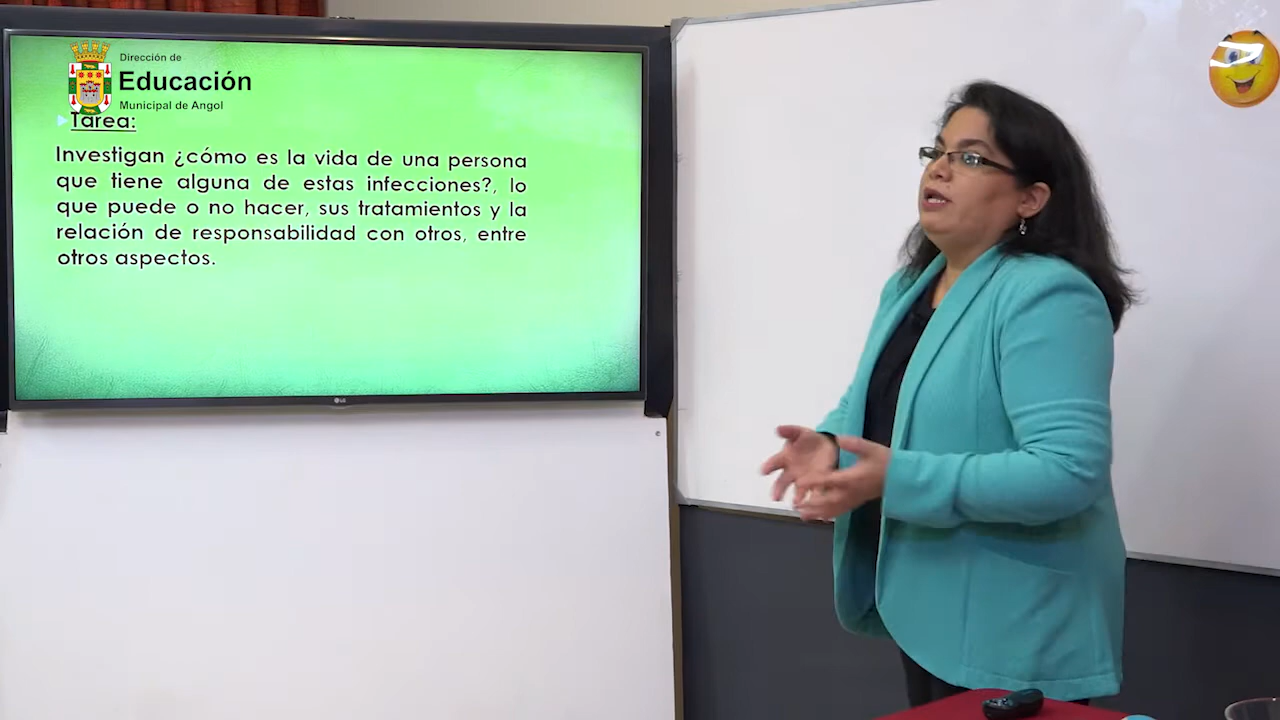 Dirección de
Educación
Municipal de Angol
Tarea:
Investigan ¿cómo es la vida de una persona
que tiene alguna de estas infecciones?, lo
que puede o no hacer, sus tratamientos y la
relación de responsabilidad con otros, entre
otros aspectos.
LG